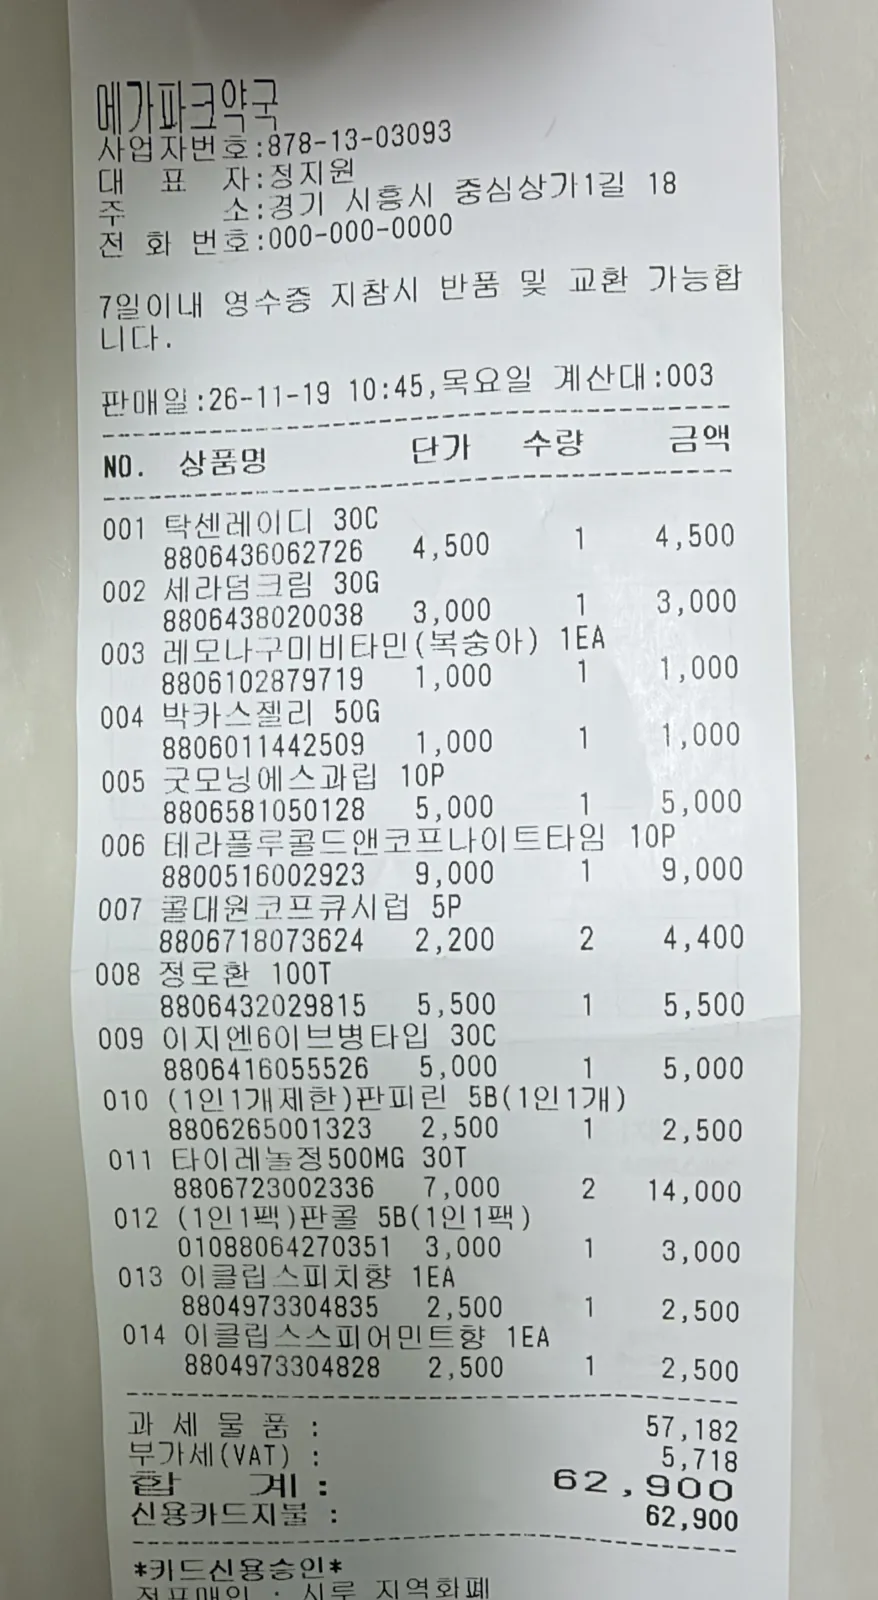 메가파크약국
사업자번호:878-13-03093
대 표 자:정지원
주 소:경기 시흥시 중심상가1길 18
전 화 번호:000-000-0000
7일이내 영수증 지참시 반품 및 교환 가능합
니다.
판매일:26-11-19 10:45,목요일 계산대:003
NO. 상품명 단가 수량 금액
001 탁센레이디 30C
8806436062726 4,500 1 4,500
002 세라덤크림 30G
8806438020038 3,000 1 3,000
003 레모나구미비타민(복숭아) 1EA
8806102879719 1,000 1 1,000
004 박카스젤리 50G
8806011442509 1,000 1 1,000
005 굿모닝에스과립 10P
8806581050128 5,000 1 5,000
006 테라플루콜드앤코프나이트타임 10P
8800516002923 9,000 1 9,000
007 콜대원코프큐시럽 5P
8806718073624 2,200 2 4,400
008 정로환 100T
8806432029815 5,500 1 5,500
009 이지엔6이브병타입 30C
8806416055526 5,000 1 5,000
010 (1인1개제한)판피린 5B(1인1개)
8806265001323 2,500 1 2,500
011 타이레놀정500MG 30T
8806723002336 7,000 2 14,000
012 (1인1팩)판콜 5B(1인1팩)
01088064270351 3,000 1 3,000
013 이클립스피치향 1EA
8804973304835 2,500 1 2,500
014 이클립스스피어민트향 1EA
8804973304828 2,500 1 2,500
과 세 물 품 : 57,182
부가세(VAT) : 5,718
합 계 : 62,900
신용카드지불 : 62,900
*카드신용승인*
전표매입 : 시루 지역화폐